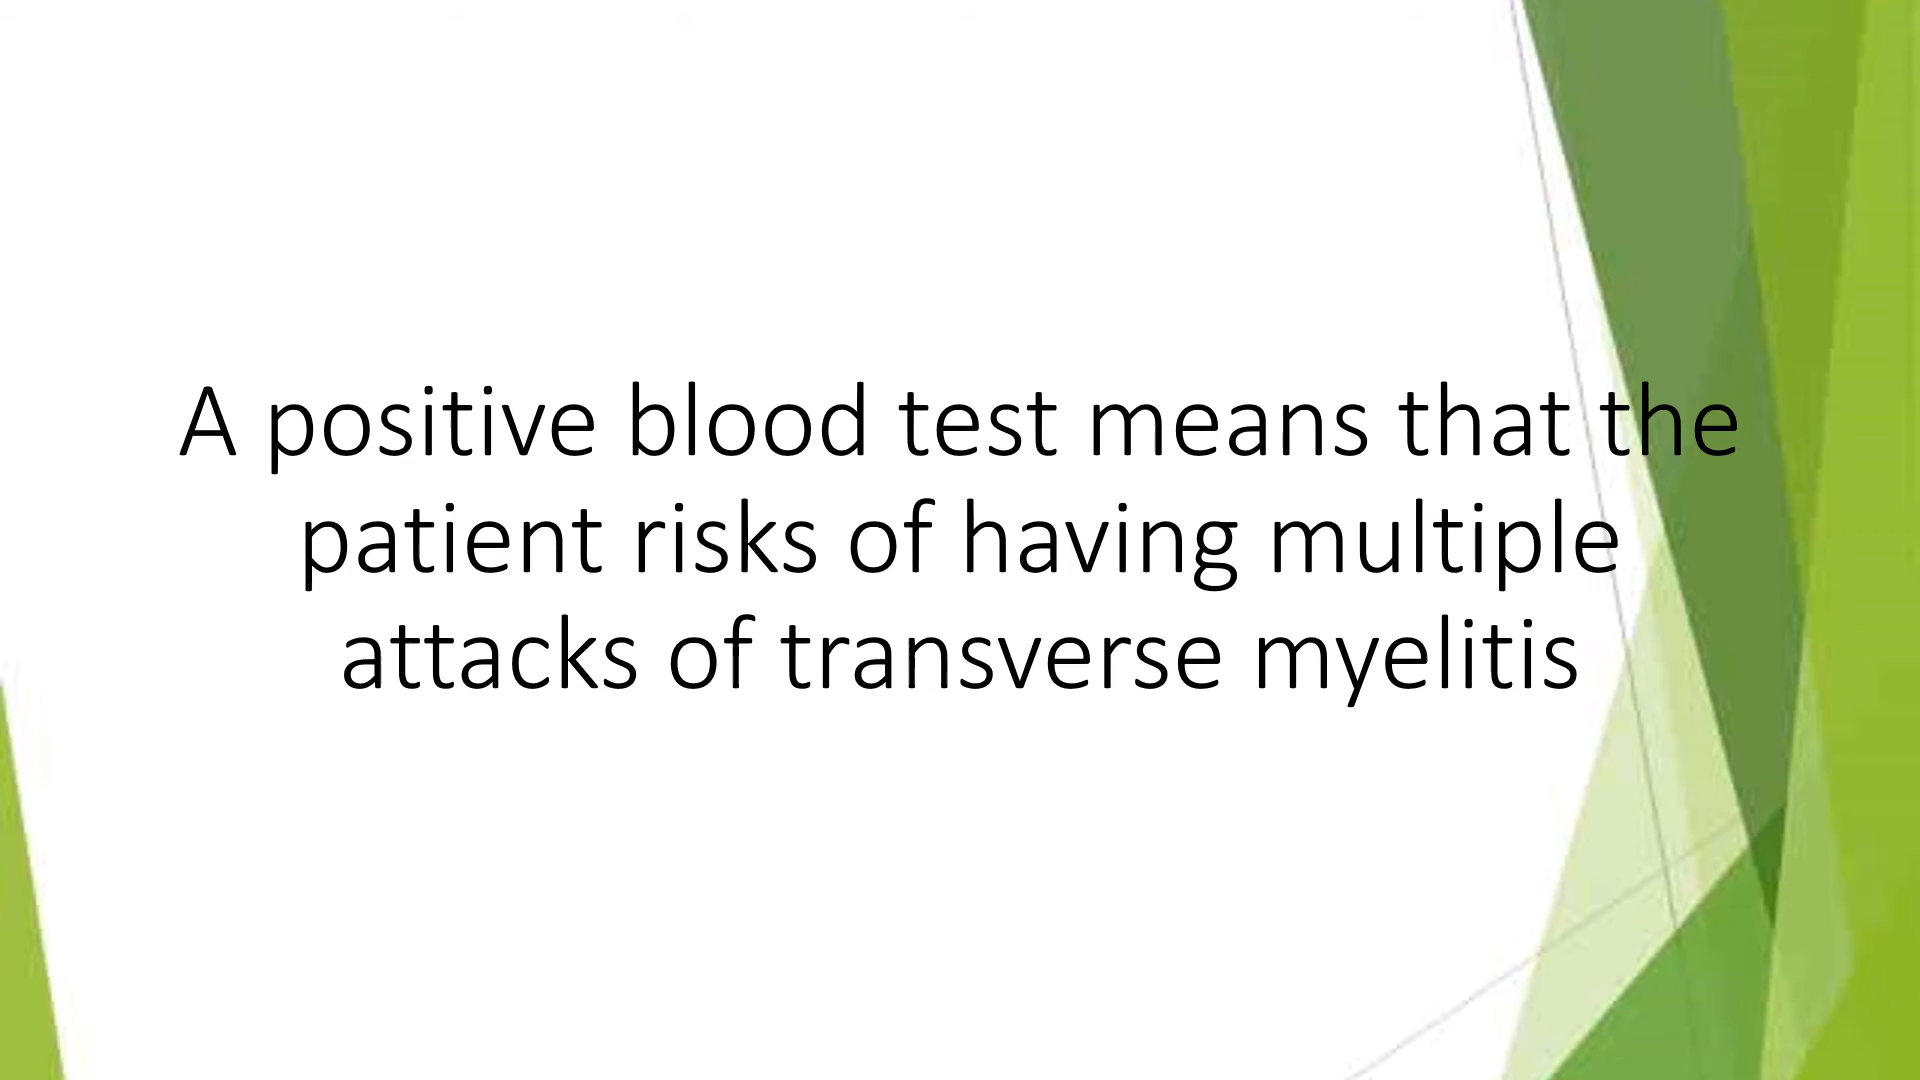 A positive blood test means that the
patient risks of having multiple
attacks of transverse myelitis